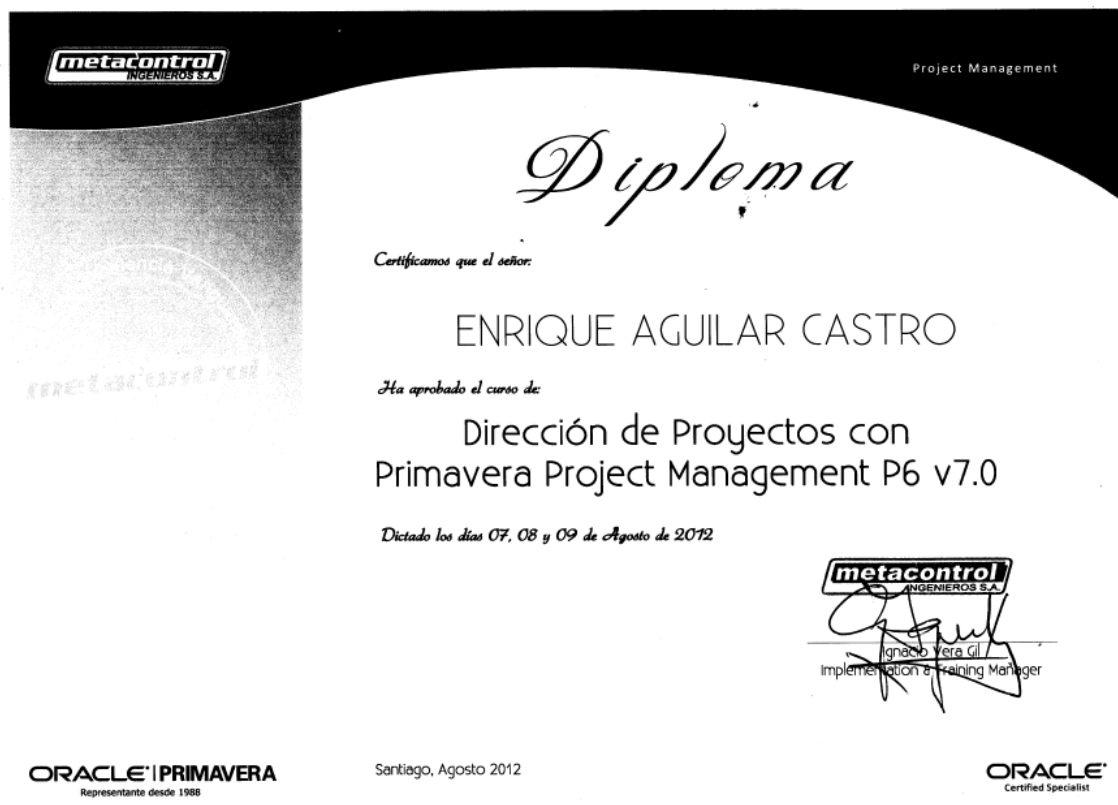 metacontrol
INGENIEROS S.A.
Project Management
Diploma
Certificamos que el señor:
ENRIQUE AGUILAR CASTRO
metacontrol
Ha aprobado el curso de:
Dirección de Proyectos con
Primavera Project Management P6 v7.0
Dictado los días 07, 08 y 09 de Agosto de 2012
metacontrol
INGENIEROS S.A.
Ignacio Vera Gil
Implementation & Training Manager
ORACLE | PRIMAVERA
Representante desde 1988
Santiago, Agosto 2012
ORACLE
Certified Specialist